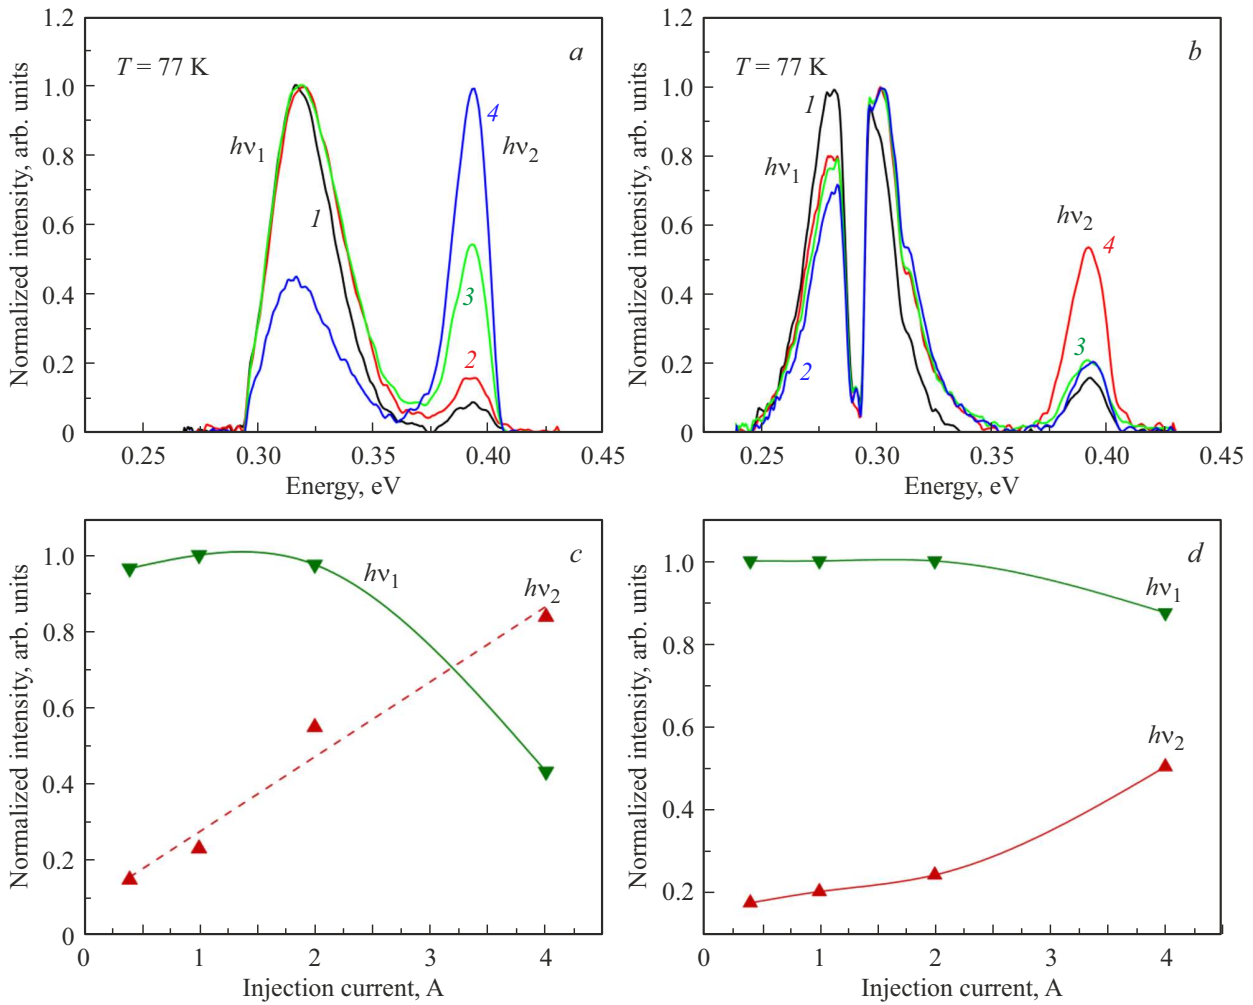 a
T = 77 K
hν1
hν2
1
2
3
4
1.2
1.0
0.8
0.6
0.4
0.2
0
0.25
0.30
0.35
0.40
0.45
Energy, eV
Normalized intensity, arb. units
b
T = 77 K
1
hν1
2
hν2
4
3
1.2
1.0
0.8
0.6
0.4
0.2
0
0.25
0.30
0.35
0.40
0.45
Energy, eV
Normalized intensity, arb. units
c
hν1
hν2
1.0
0.8
0.6
0.4
0.2
0
0
1
2
3
4
Injection current, A
Normalized intensity, arb. units
d
hν1
hν2
1.0
0.8
0.6
0.4
0.2
0
1
2
3
4
Injection current, A
Normalized intensity, arb. units